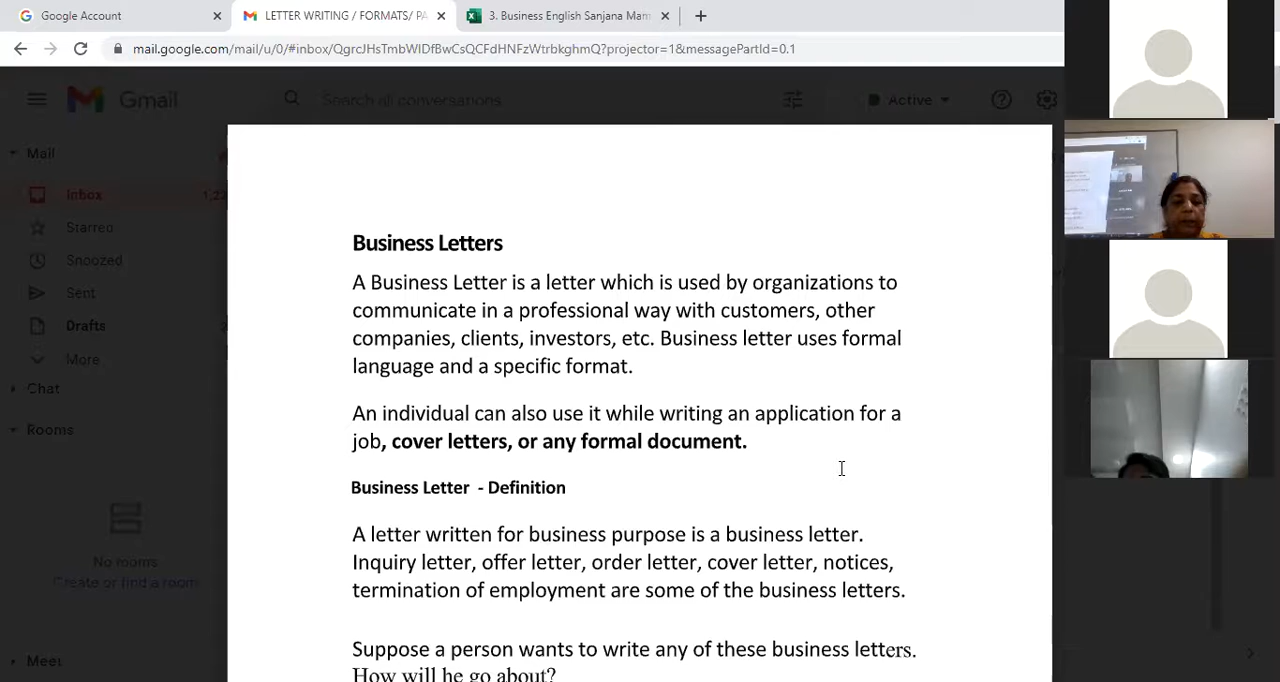 Google Account
LETTER WRITING / FORMATS/ PA
3. Business English Sanjana Mam
mail.google.com/mail/u/0/#inbox/QgrcJHsTmbWlDfBwCsQCFdHNFzWtrbkghmQ?projector=1&messagePartId=0.1
Gmail
Search all conversations
Active
Mail
Inbox
Starred
Snoozed
Sent
Drafts
More
Chat
Rooms
No rooms
Create or find a room
Meet
Business Letters
A Business Letter is a letter which is used by organizations to
communicate in a professional way with customers, other
companies, clients, investors, etc. Business letter uses formal
language and a specific format.
An individual can also use it while writing an application for a
job, cover letters, or any formal document.
Business Letter - Definition
A letter written for business purpose is a business letter.
Inquiry letter, offer letter, order letter, cover letter, notices,
termination of employment are some of the business letters.
Suppose a person wants to write any of these business letters.
How will he go about?